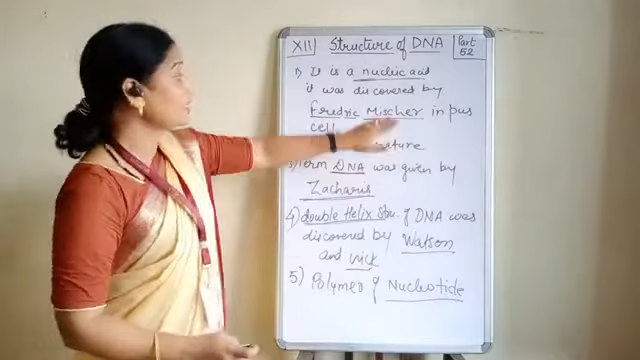 XII Structure of DNA Part 52
1) It is a nucleic acid
it was discovered by
fredric Mischer in pus
cell
nature
3) Term DNA was given by
Zacharus
4) double Helix Stru. of DNA was
discovered by Watson
and
5) Polymer of Nucleotide